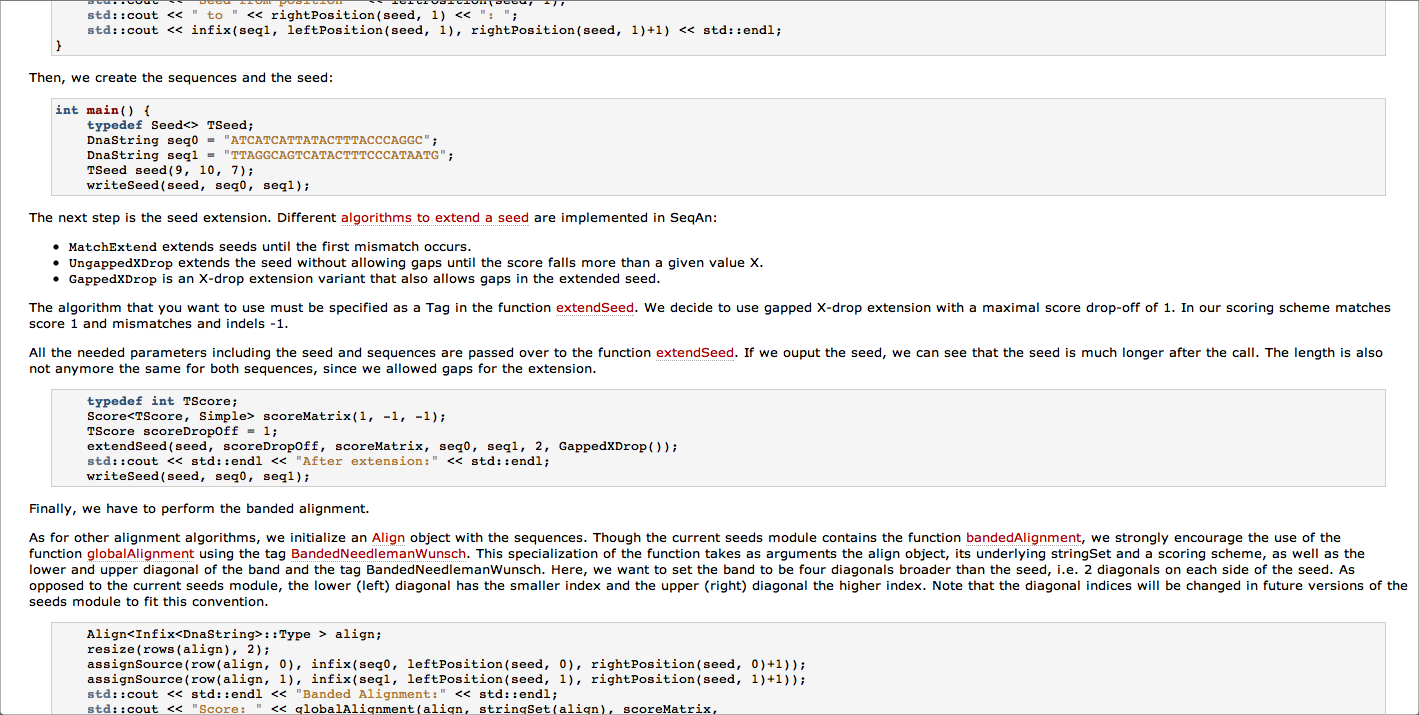 std::cout << "Seed from position " << leftPosition(seed, 1);
std::cout << " to " << rightPosition(seed, 1) << ": ";
std::cout << infix(seq1, leftPosition(seed, 1), rightPosition(seed, 1)+1) << std::endl;
}
Then, we create the sequences and the seed:
int main() {
typedef Seed<> TSeed;
DnaString seq0 = "ATCATCATTATACTTTACCCAGGC";
DnaString seq1 = "TTAGGCAGTCATACTTTCCCATAATG";
TSeed seed(9, 10, 7);
writeSeed(seed, seq0, seq1);
The next step is the seed extension. Different algorithms to extend a seed are implemented in SeqAn:
• MatchExtend extends seeds until the first mismatch occurs.
• UngappedXDrop extends the seed without allowing gaps until the score falls more than a given value X.
• GappedXDrop is an X-drop extension variant that also allows gaps in the extended seed.
The algorithm that you want to use must be specified as a Tag in the function extendSeed. We decide to use gapped X-drop extension with a maximal score drop-off of 1. In our scoring scheme matches
score 1 and mismatches and indels -1.
All the needed parameters including the seed and sequences are passed over to the function extendSeed. If we ouput the seed, we can see that the seed is much longer after the call. The length is also
not anymore the same for both sequences, since we allowed gaps for the extension.
typedef int TScore;
Score<TScore, Simple> scoreMatrix(1, -1, -1);
TScore scoreDropOff = 1;
extendSeed(seed, scoreDropOff, scoreMatrix, seq0, seq1, 2, GappedXDrop());
std::cout << std::endl << "After extension:" << std::endl;
writeSeed(seed, seq0, seq1);
Finally, we have to perform the banded alignment.
As for other alignment algorithms, we initialize an Align object with the sequences. Though the current seeds module contains the function bandedAlignment, we strongly encourage the use of the
function globalAlignment using the tag BandedNeedlemanWunsch. This specialization of the function takes as arguments the align object, its underlying stringSet and a scoring scheme, as well as the
lower and upper diagonal of the band and the tag BandedNeedlemanWunsch. Here, we want to set the band to be four diagonals broader than the seed, i.e. 2 diagonals on each side of the seed. As
opposed to the current seeds module, the lower (left) diagonal has the smaller index and the upper (right) diagonal the higher index. Note that the diagonal indices will be changed in future versions of the
seeds module to fit this convention.
Align<Infix<DnaString>::Type > align;
resize(rows(align), 2);
assignSource(row(align, 0), infix(seq0, leftPosition(seed, 0), rightPosition(seed, 0)+1));
assignSource(row(align, 1), infix(seq1, leftPosition(seed, 1), rightPosition(seed, 1)+1));
std::cout << std::endl << "Banded Alignment:" << std::endl;
std::cout << "Score: " << globalAlignment(align, stringSet(align), scoreMatrix,